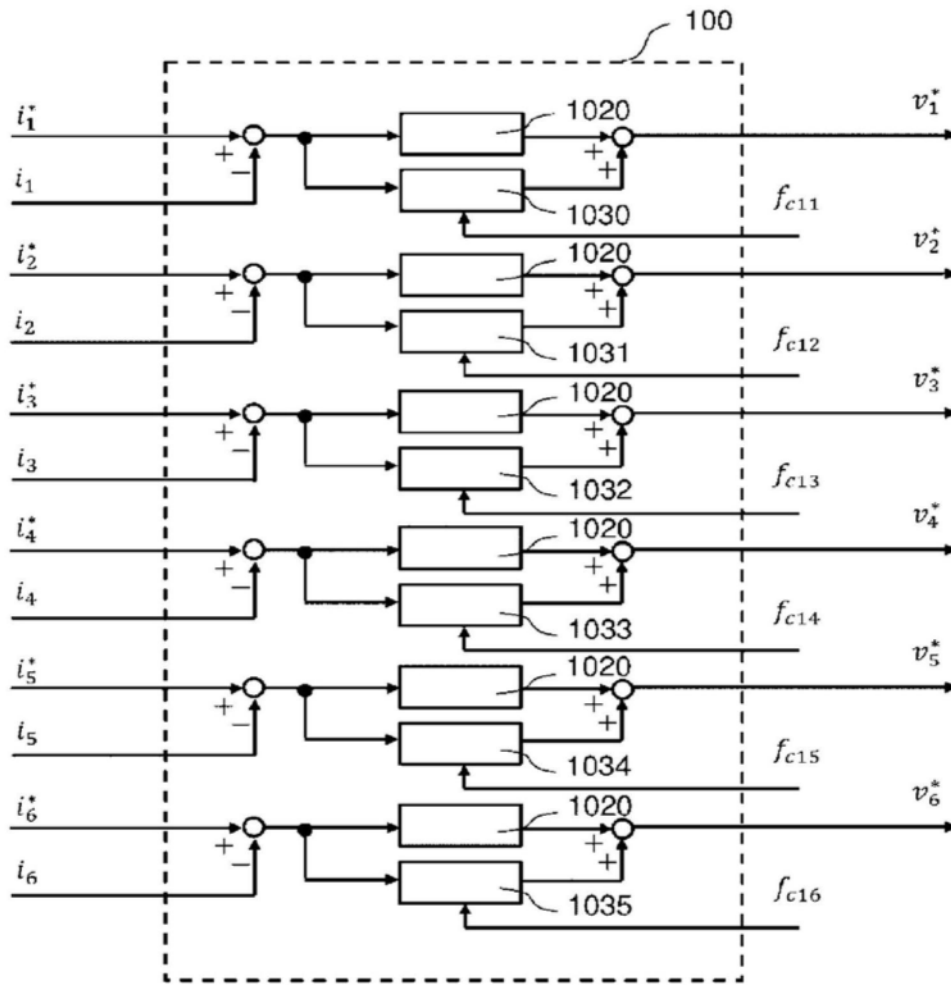 100
i₁* 1020 v₁*
+ − + +
i₁ 1030 f_c11
i₂* 1020 v₂*
+ − + +
i₂ 1031 f_c12
i₃* 1020 v₃*
+ − + +
i₃ 1032 f_c13
i₄* 1020 v₄*
+ − + +
i₄ 1033 f_c14
i₅* 1020 v₅*
+ − + +
i₅ 1034 f_c15
i₆* 1020 v₆*
+ − + +
i₆ 1035 f_c16